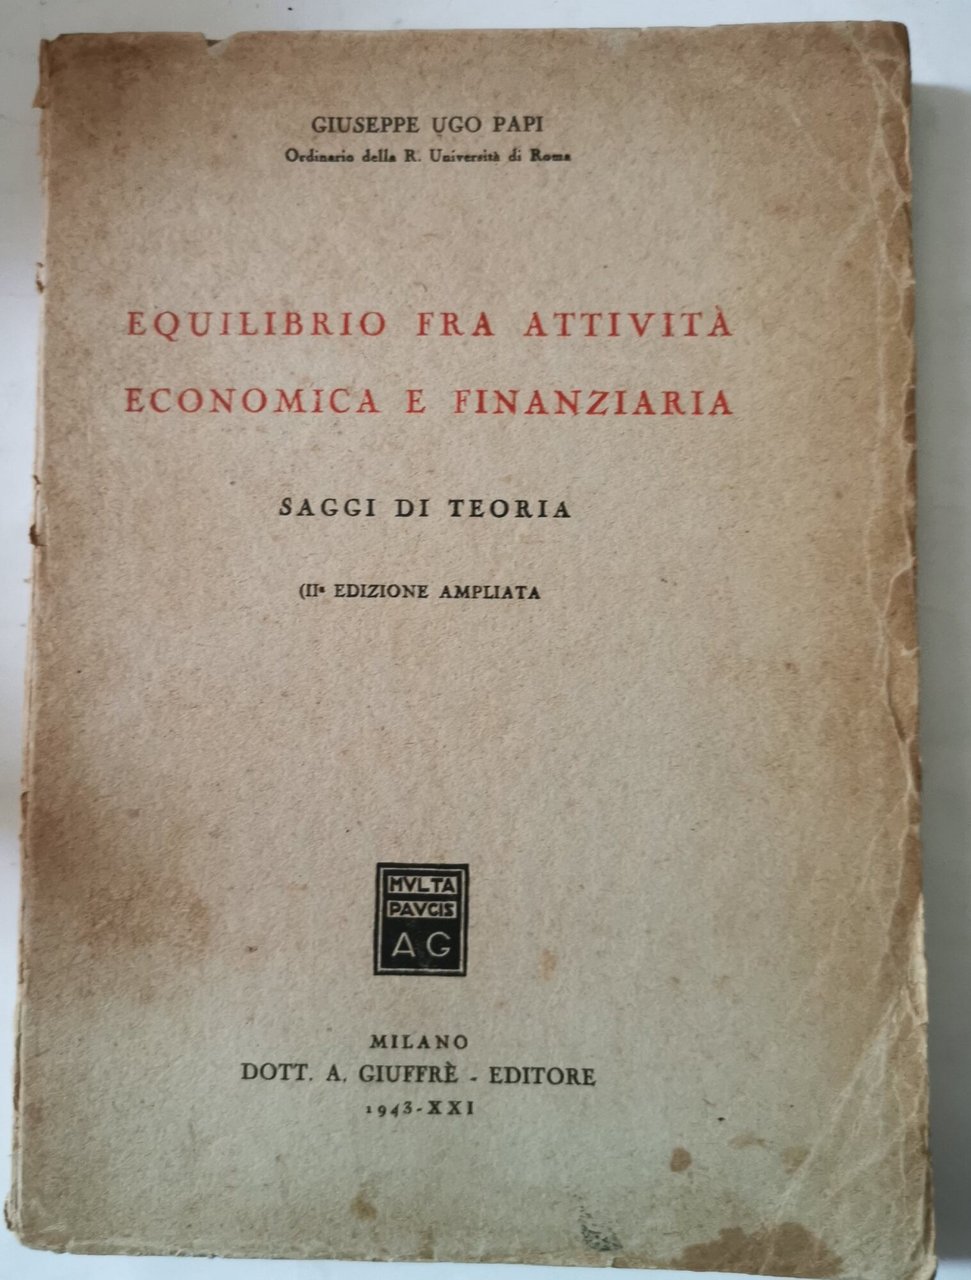 GIUSEPPE UGO PAPI
Ordinario della R. Università di Roma
EQUILIBRIO FRA ATTIVITÀ
ECONOMICA E FINANZIARIA
SAGGI DI TEORIA
(IIª EDIZIONE AMPLIATA
MVLTA
PAVCIS
AG
MILANO
DOTT. A. GIUFFRÈ - EDITORE
1943-XXI